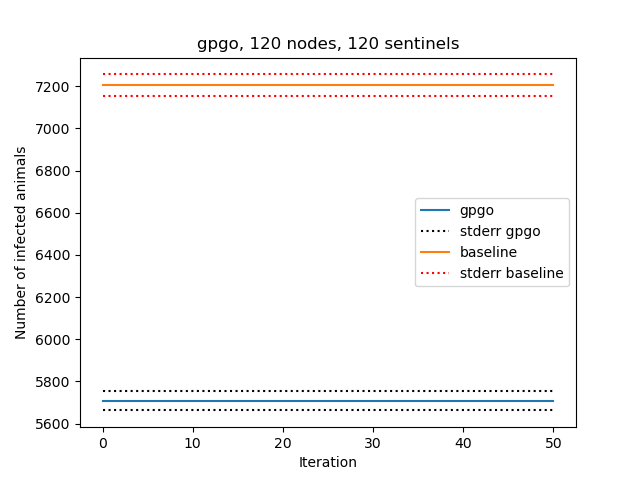 gpgo, 120 nodes, 120 sentinels
Number of infected animals
7200
7000
6800
6600
6400
6200
6000
5800
5600
gpgo
stderr gpgo
baseline
stderr baseline
0 10 20 30 40 50
Iteration